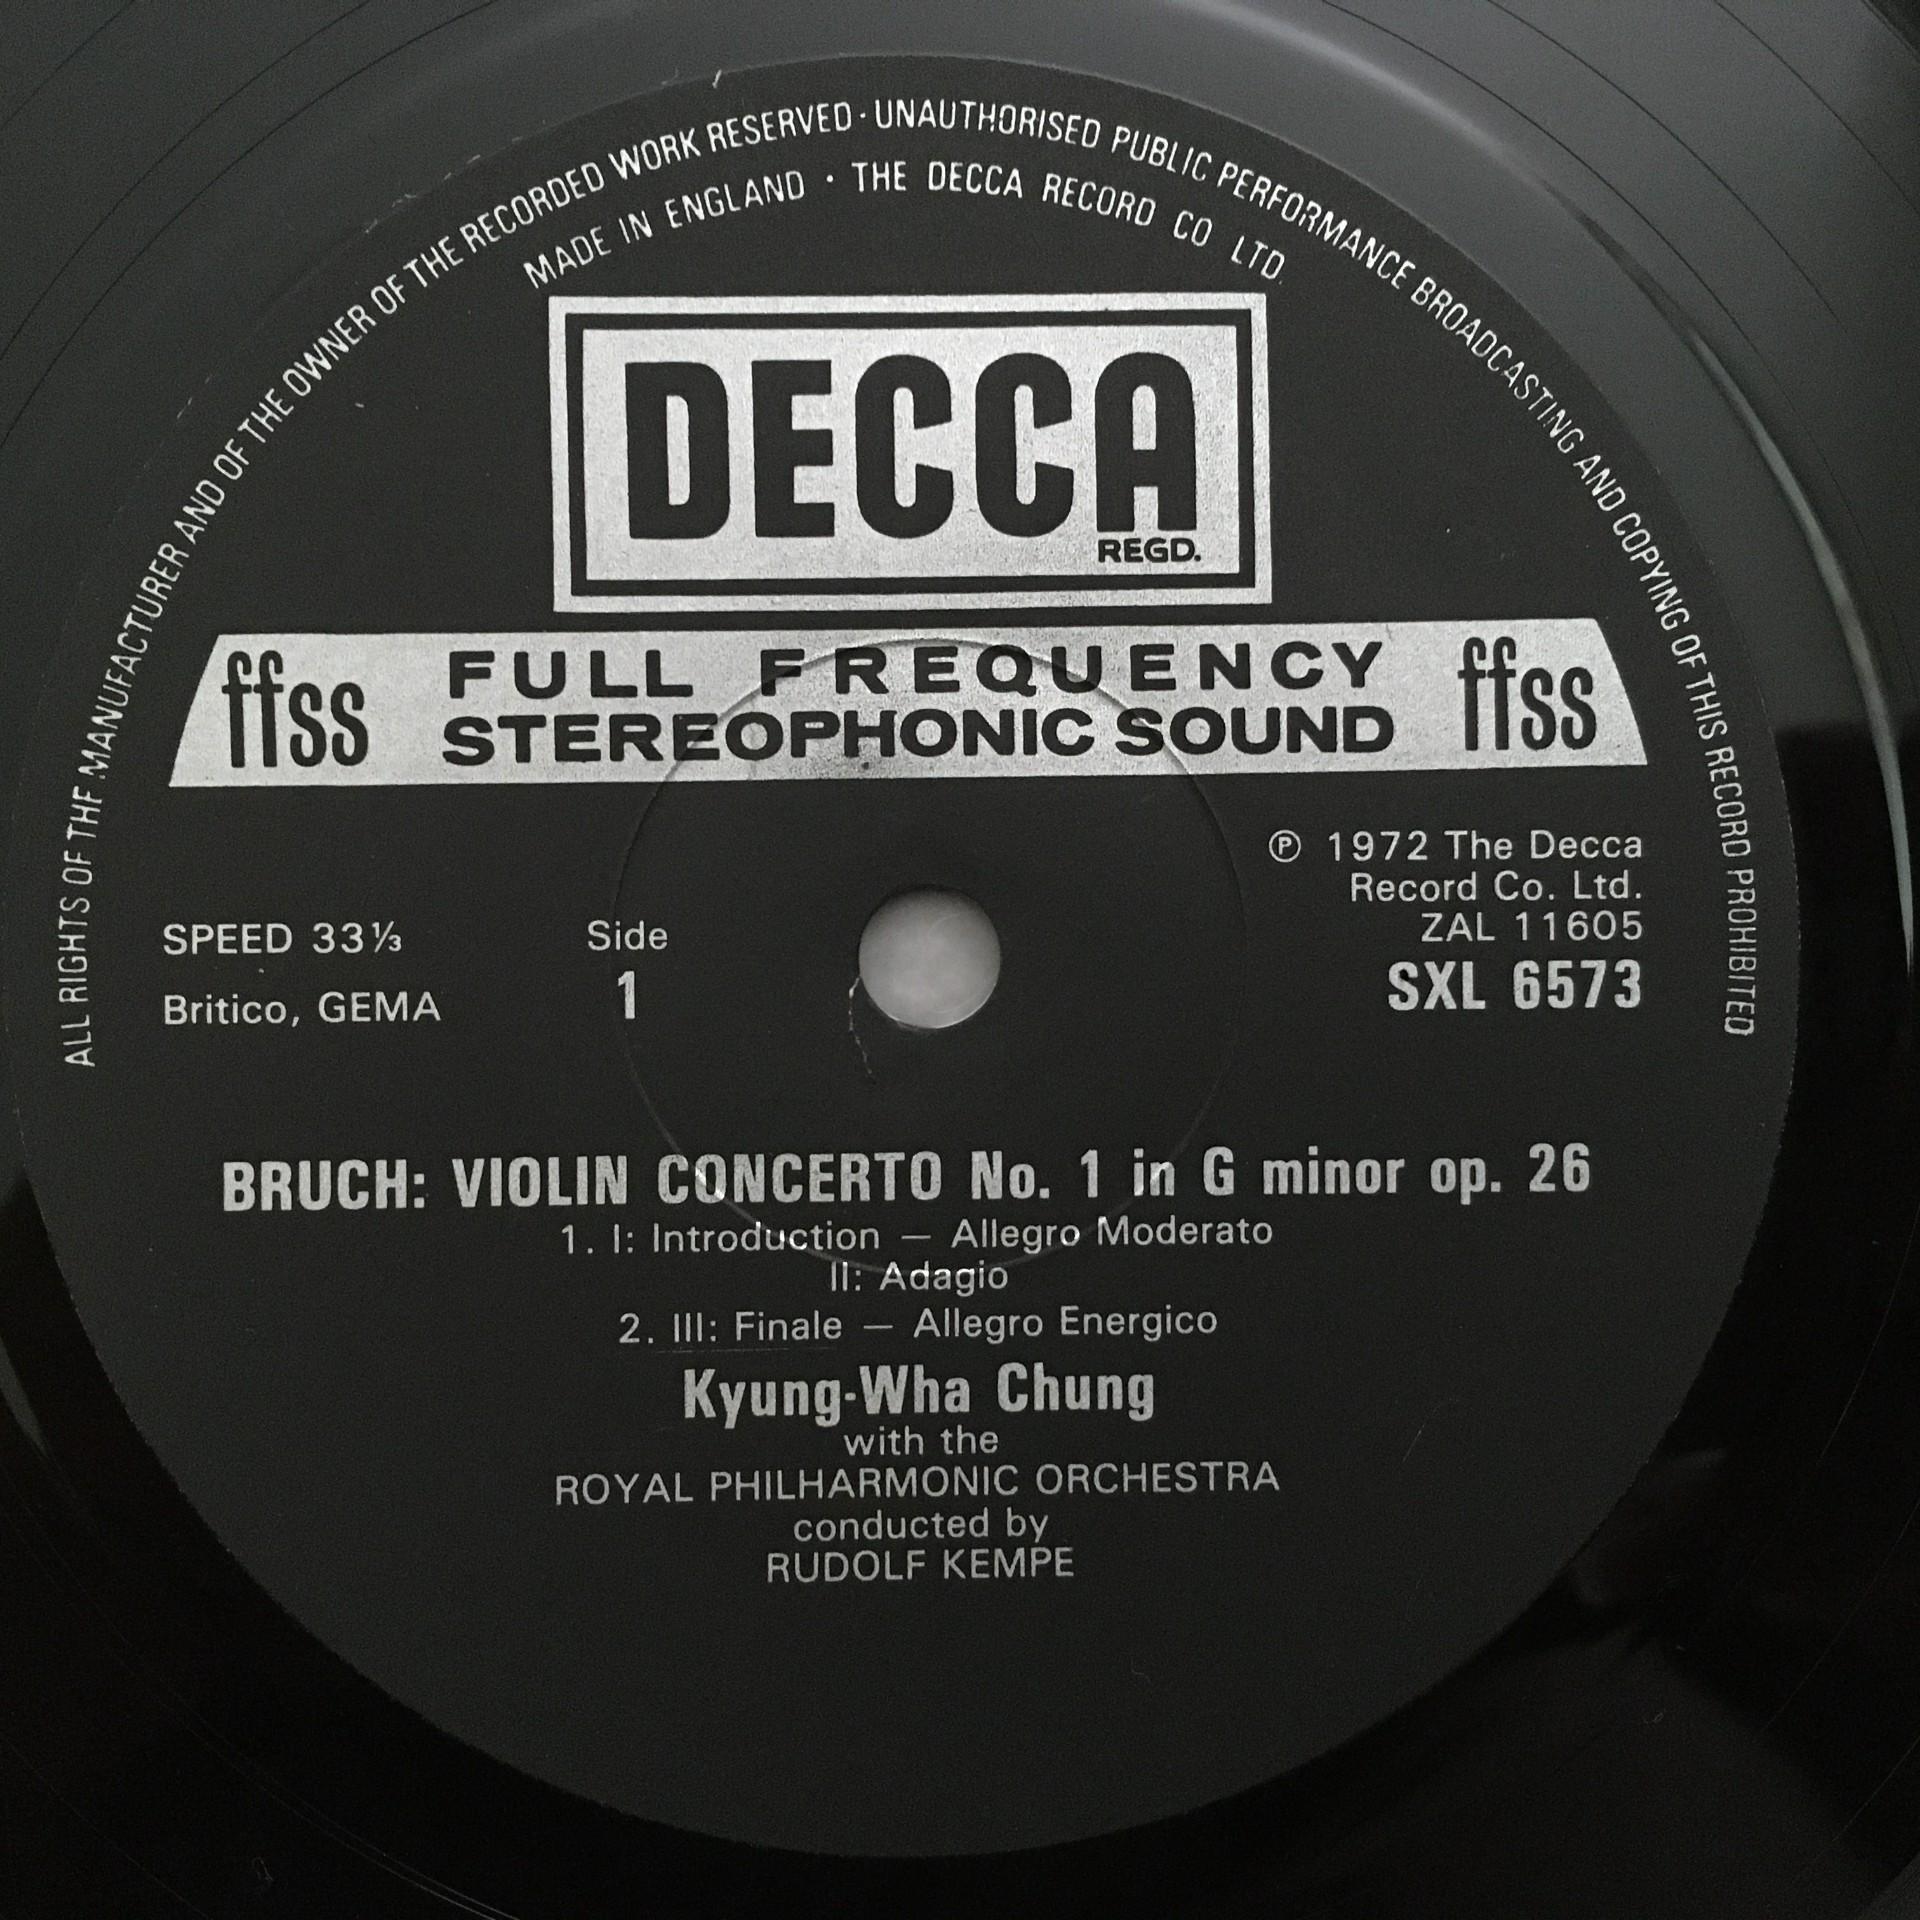 ALL RIGHTS OF THE MANUFACTURER AND OF THE OWNER OF THE RECORDED WORK RESERVED · UNAUTHORISED PUBLIC PERFORMANCE BROADCASTING AND COPYING OF THIS RECORD PROHIBITED
MADE IN ENGLAND · THE DECCA RECORD CO LTD.
DECCA
REGD.
ffss FULL FREQUENCY ffss
STEREOPHONIC SOUND
℗ 1972 The Decca
Record Co. Ltd.
ZAL 11605
SPEED 33⅓ Side
SXL 6573
Britico, GEMA 1
BRUCH: VIOLIN CONCERTO No. 1 in G minor op. 26
1. I: Introduction — Allegro Moderato
II: Adagio
2. III: Finale — Allegro Energico
Kyung-Wha Chung
with the
ROYAL PHILHARMONIC ORCHESTRA
conducted by
RUDOLF KEMPE